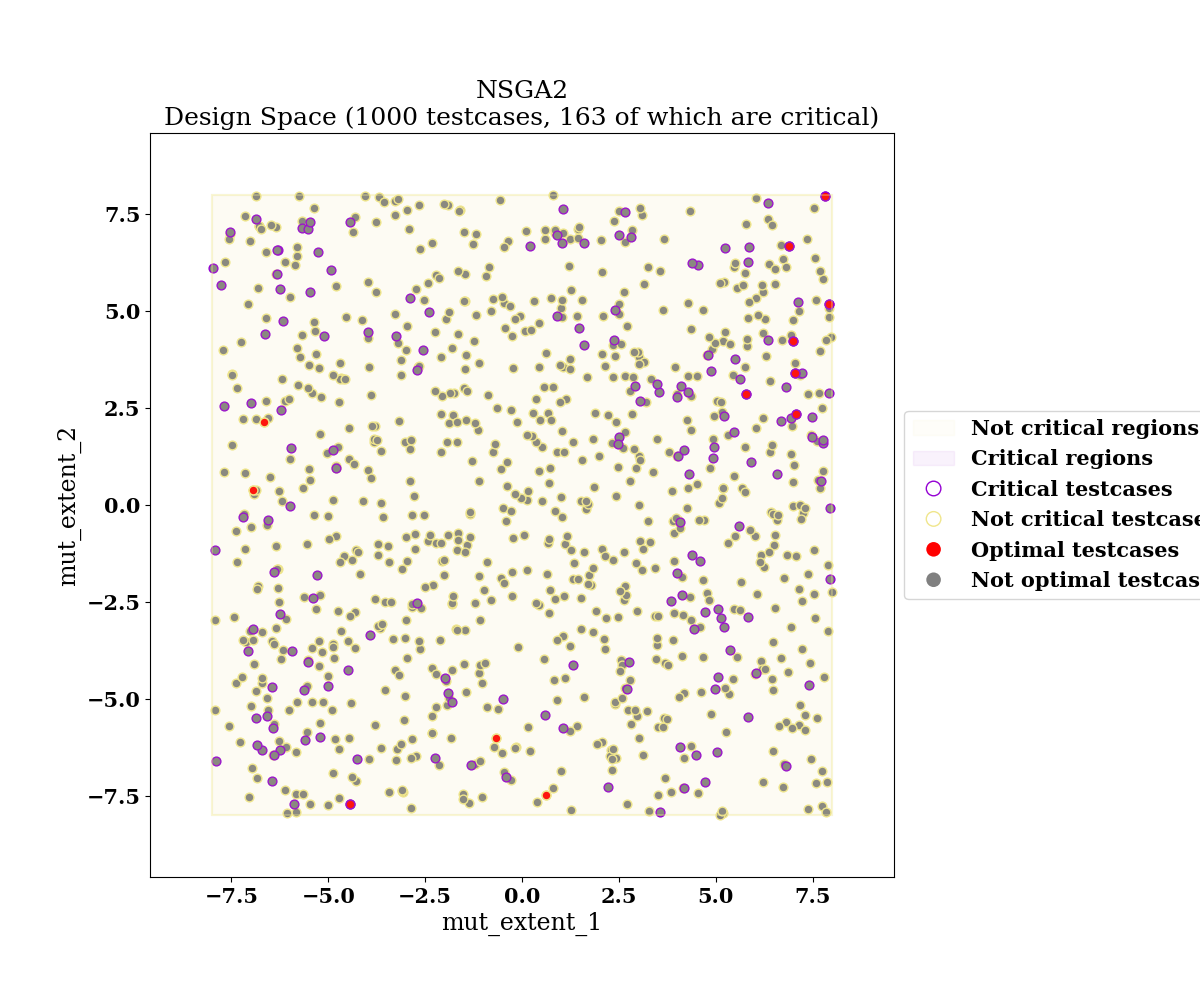 NSGA2
Design Space (1000 testcases, 163 of which are critical)
7.5
5.0
2.5
0.0
−2.5
−5.0
−7.5
mut_extent_2
−7.5 −5.0 −2.5 0.0 2.5 5.0 7.5
mut_extent_1
Not critical regions
Critical regions
Critical testcases
Not critical testcase
Optimal testcases
Not optimal testcas